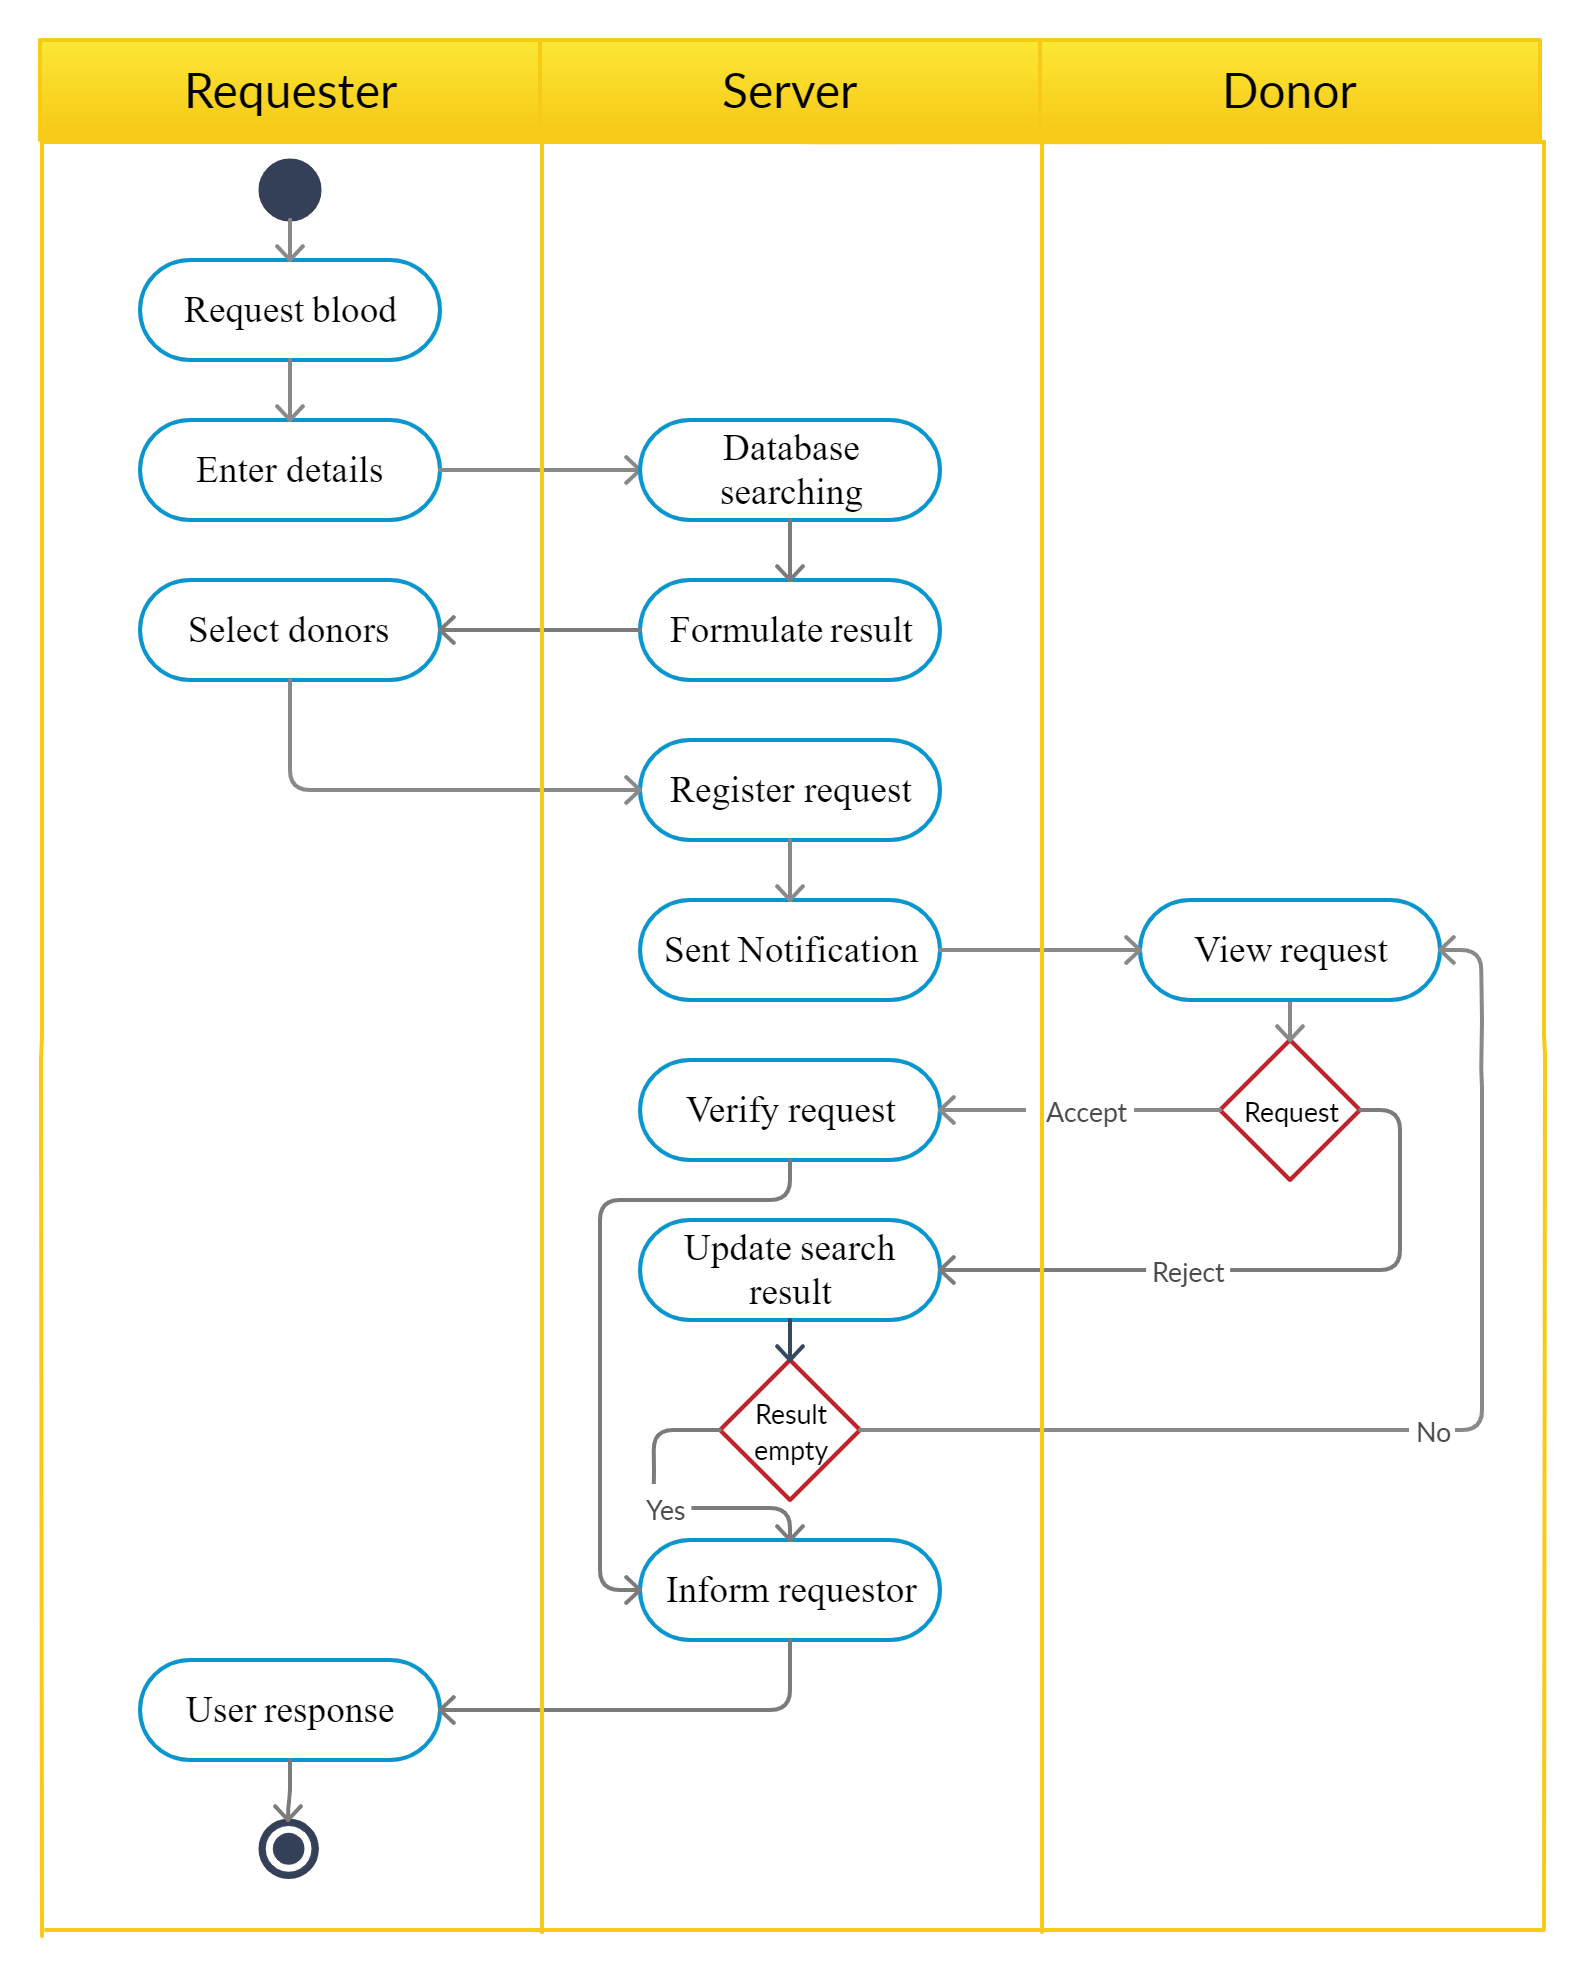 Requester
Server
Donor
Request blood
Enter details
Database
searching
Select donors
Formulate result
Register request
Sent Notification
View request
Verify request
Accept
Request
Update search
result
Reject
Result
empty
No
Yes
Inform requestor
User response